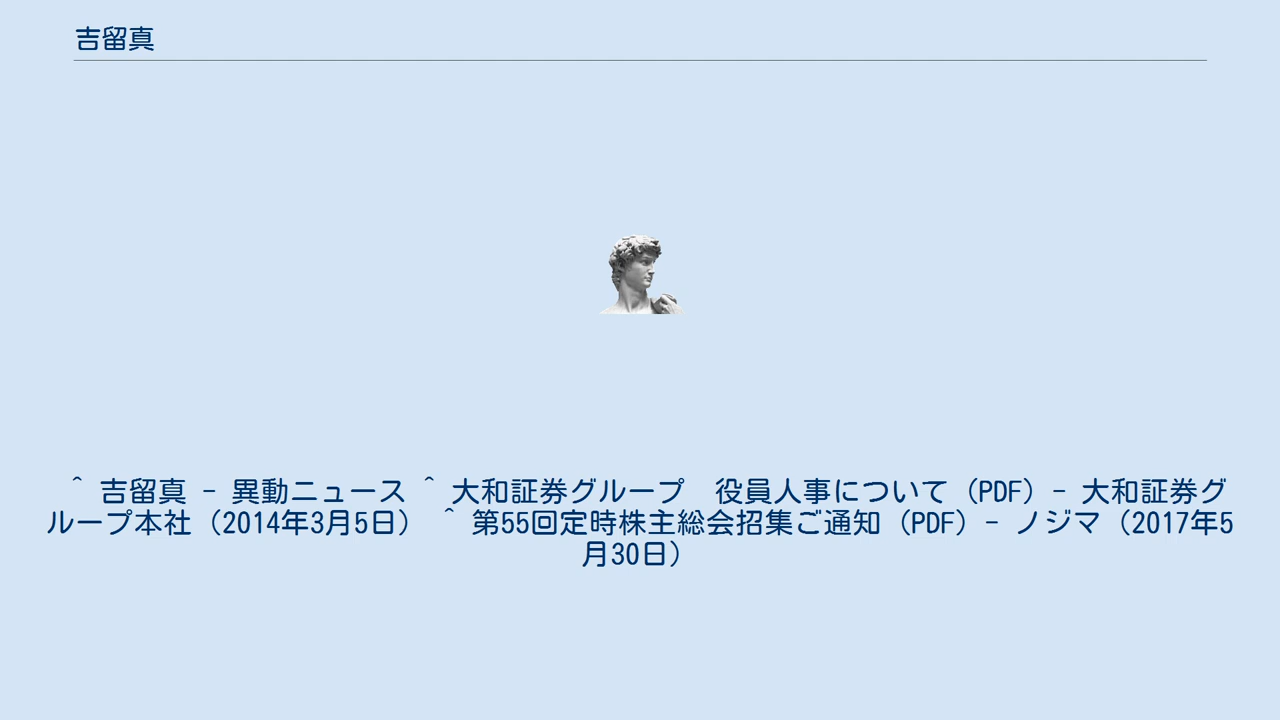 吉留真
^ 吉留真 - 異動ニュース ^ 大和証券グループ　役員人事について（PDF）- 大和証券グ
ループ本社（2014年3月5日） ^ 第55回定時株主総会招集ご通知（PDF）- ノジマ（2017年5
月30日）